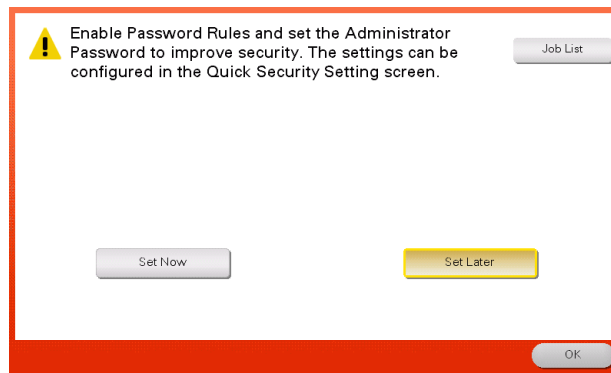 Enable Password Rules and set the Administrator
Password to improve security. The settings can be
configured in the Quick Security Setting screen.
Job List
Set Now
Set Later
OK